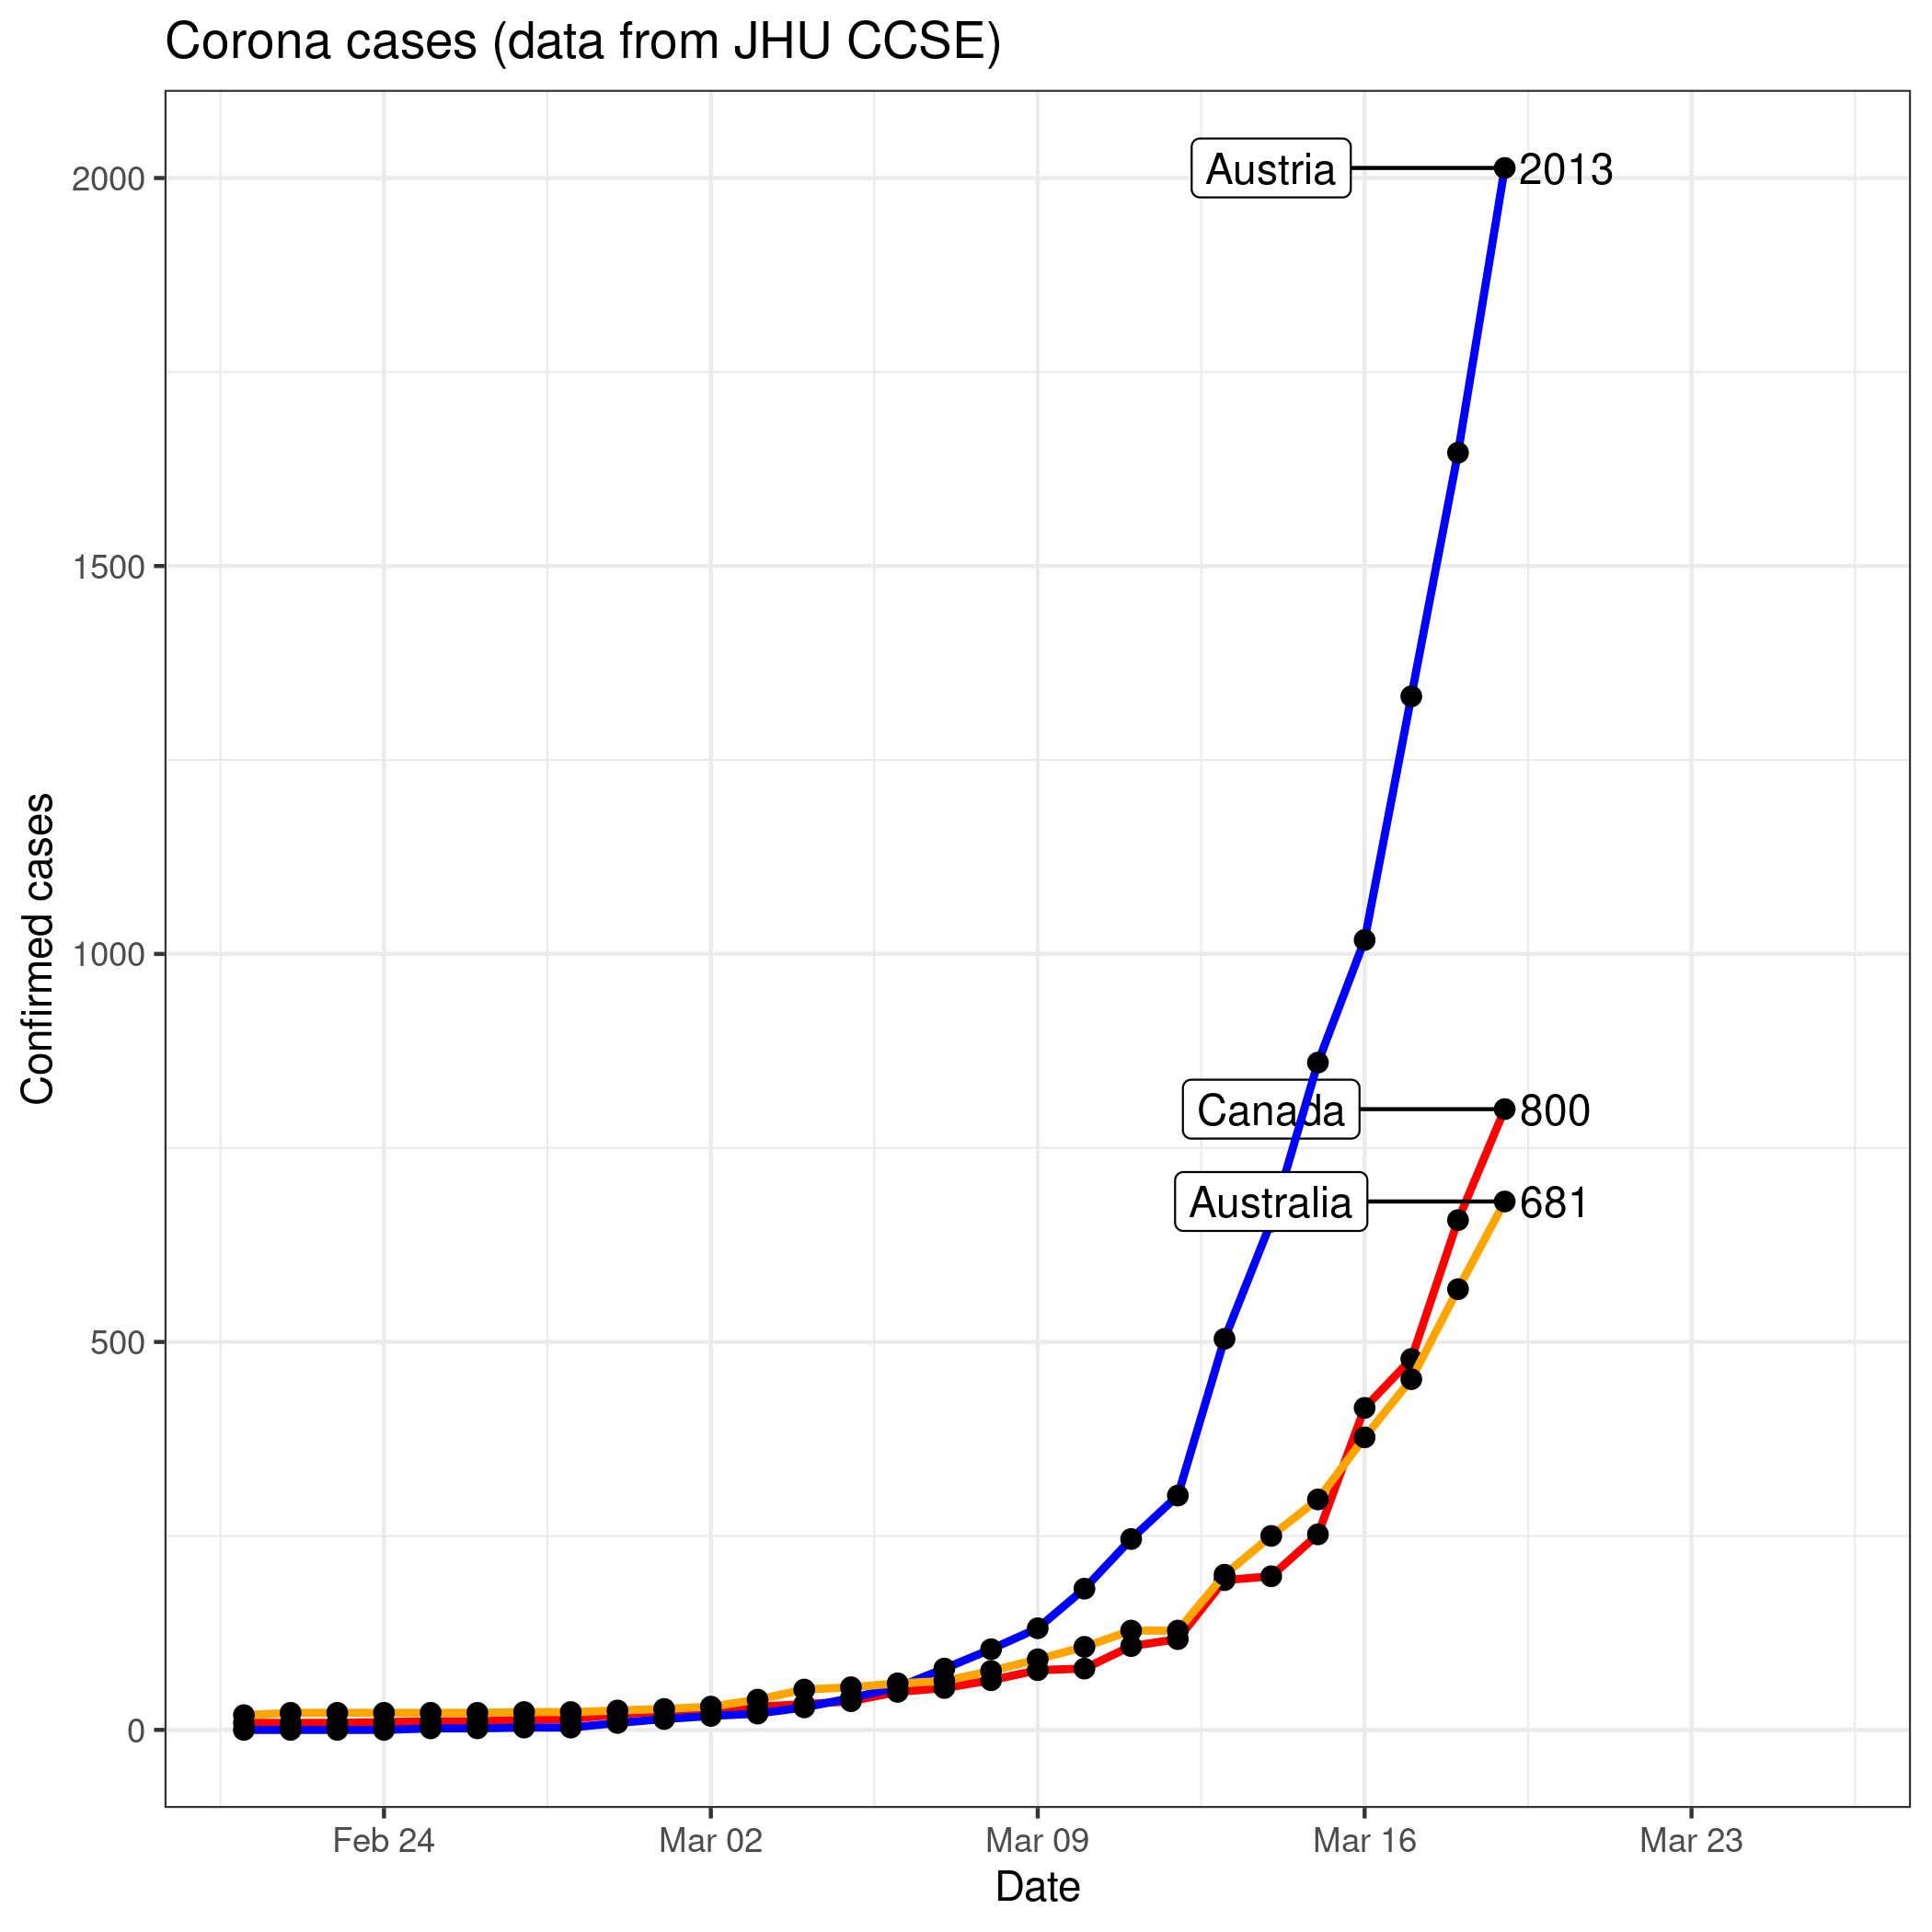 Corona cases (data from JHU CCSE)
Austria 2013
2000
1500
Confirmed cases
1000
Canada 800
Australia 681
500
0
Feb 24 Mar 02 Mar 09 Mar 16 Mar 23
Date